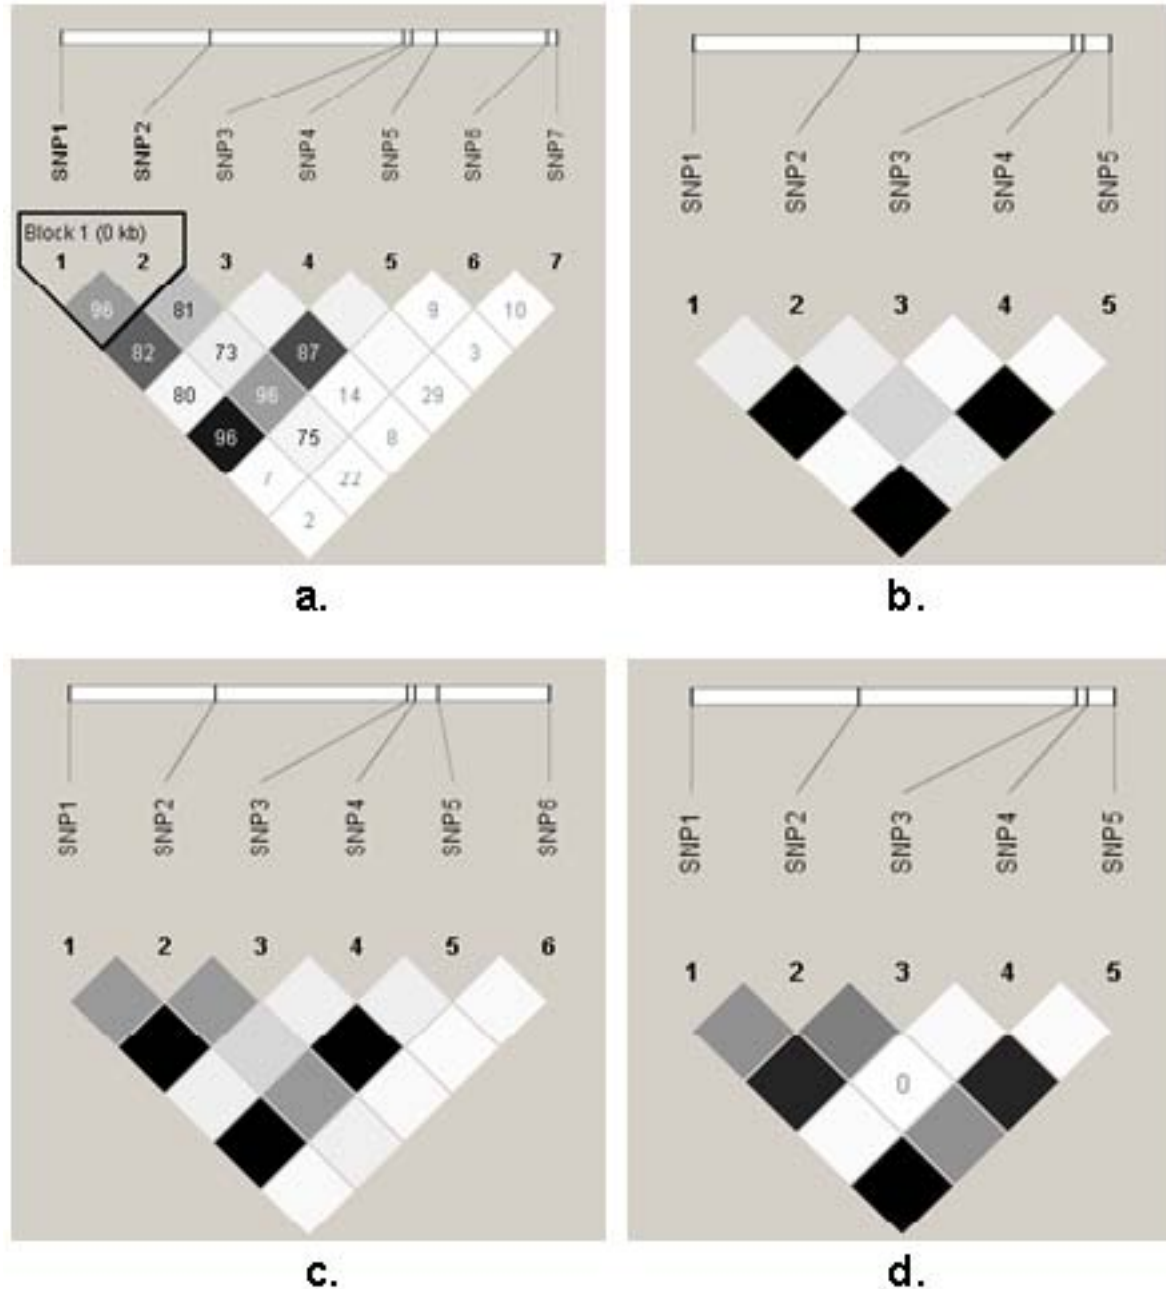 SNP1 SNP2 SNP3 SNP4 SNP5 SNP6 SNP7
Block 1 (0 kb)
1 2 3 4 5 6 7
96 81 9 10
82 73 87 3
80 96 14 29
96 75 8
7 22
2
a.
SNP1 SNP2 SNP3 SNP4 SNP5
1 2 3 4 5
b.
SNP1 SNP2 SNP3 SNP4 SNP5 SNP6
1 2 3 4 5 6
c.
SNP1 SNP2 SNP3 SNP4 SNP5
1 2 3 4 5
0
d.